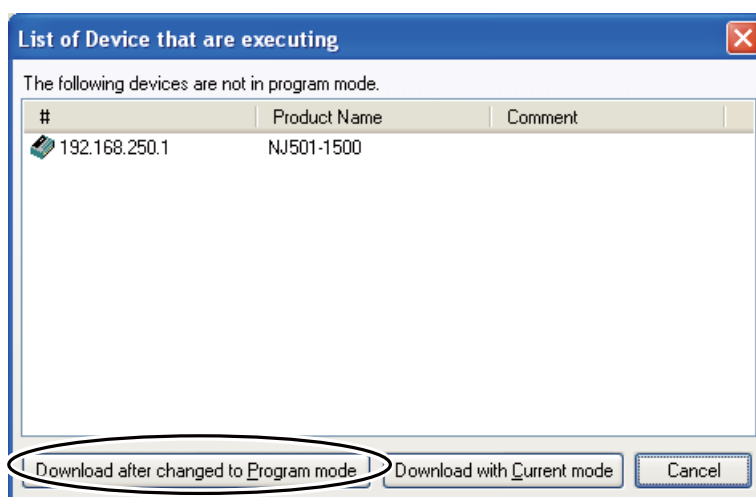 List of Device that are executing
The following devices are not in program mode.
# Product Name Comment
192.168.250.1 NJ501-1500
Download after changed to Program mode Download with Current mode Cancel